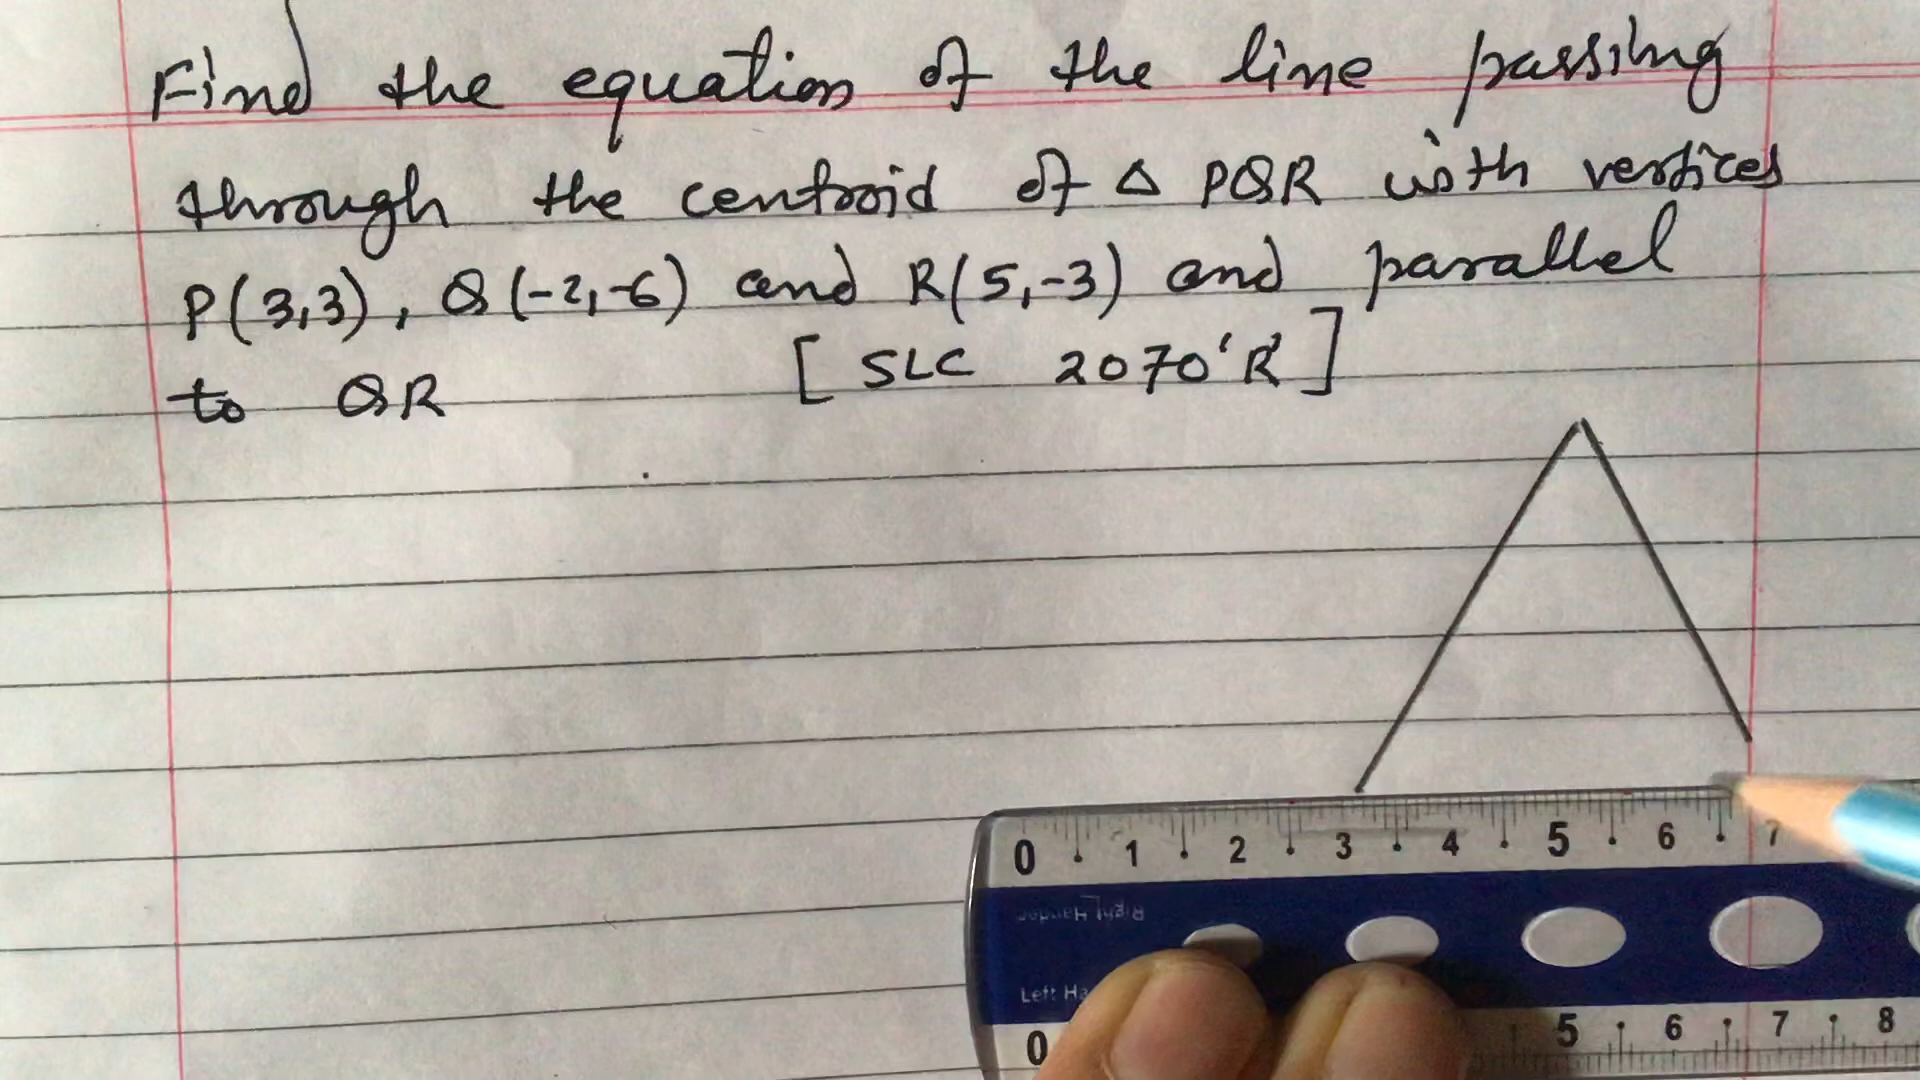 Find the equation of the line passing
through the centroid of △ PQR with vertices
P(3,3), Q(-2,-6) and R(5,-3) and parallel
to QR [SLC 2070'R']
0 1 2 3 4 5 6 7
Right Handed
Left Ha
0 5 6 7 8